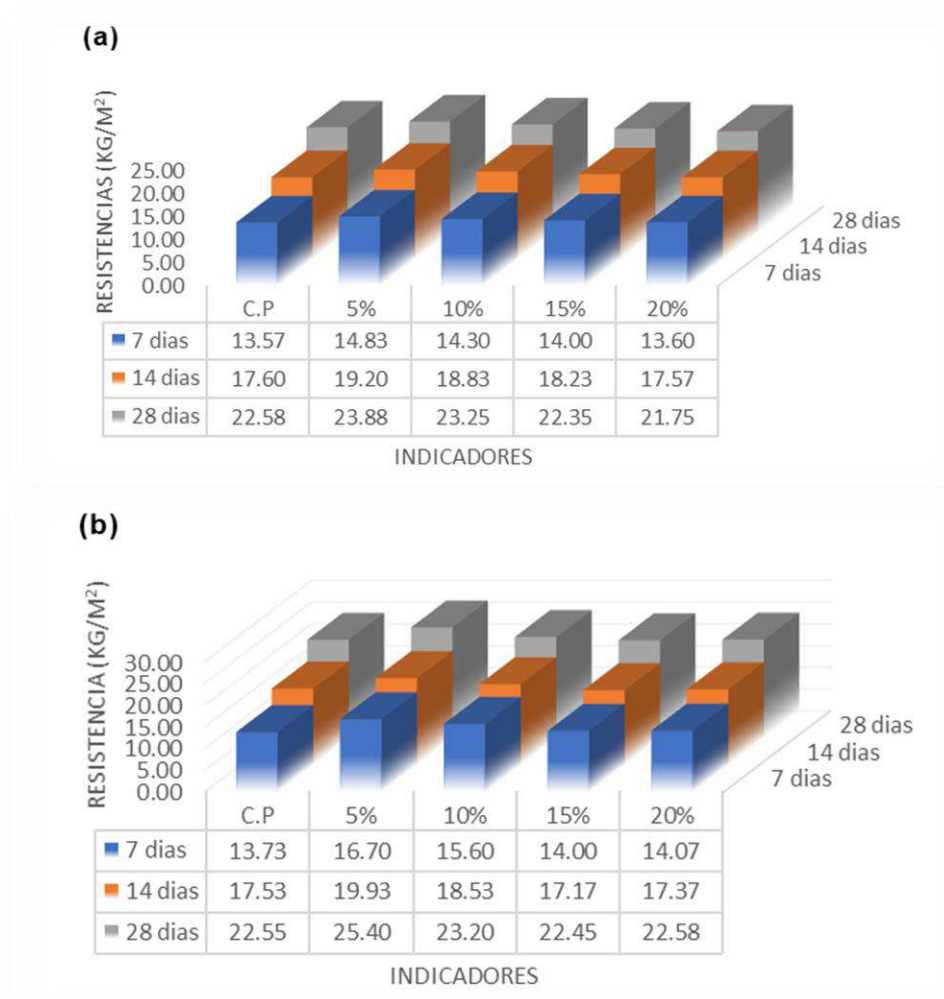 (a)
RESISTENCIAS (KG/M²)
25.00
20.00
15.00
10.00
5.00
0.00
28 dias
14 dias
7 dias
C.P 5% 10% 15% 20%
7 dias 13.57 14.83 14.30 14.00 13.60
14 dias 17.60 19.20 18.83 18.23 17.57
28 dias 22.58 23.88 23.25 22.35 21.75
INDICADORES
(b)
RESISTENCIA (KG/M²)
30.00
25.00
20.00
15.00
10.00
5.00
0.00
28 dias
14 dias
7 dias
C.P 5% 10% 15% 20%
7 dias 13.73 16.70 15.60 14.00 14.07
14 dias 17.53 19.93 18.53 17.17 17.37
28 dias 22.55 25.40 23.20 22.45 22.58
INDICADORES